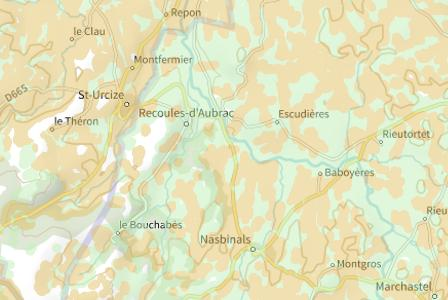 Repon
le Clau
Montfermier
D665
St-Urcize
le Théron
Recoules-d'Aubrac
Escudières
Rieutortet
Baboyères
Rieu
le Bouchabès
Nasbinals
Montgros
Marchastel